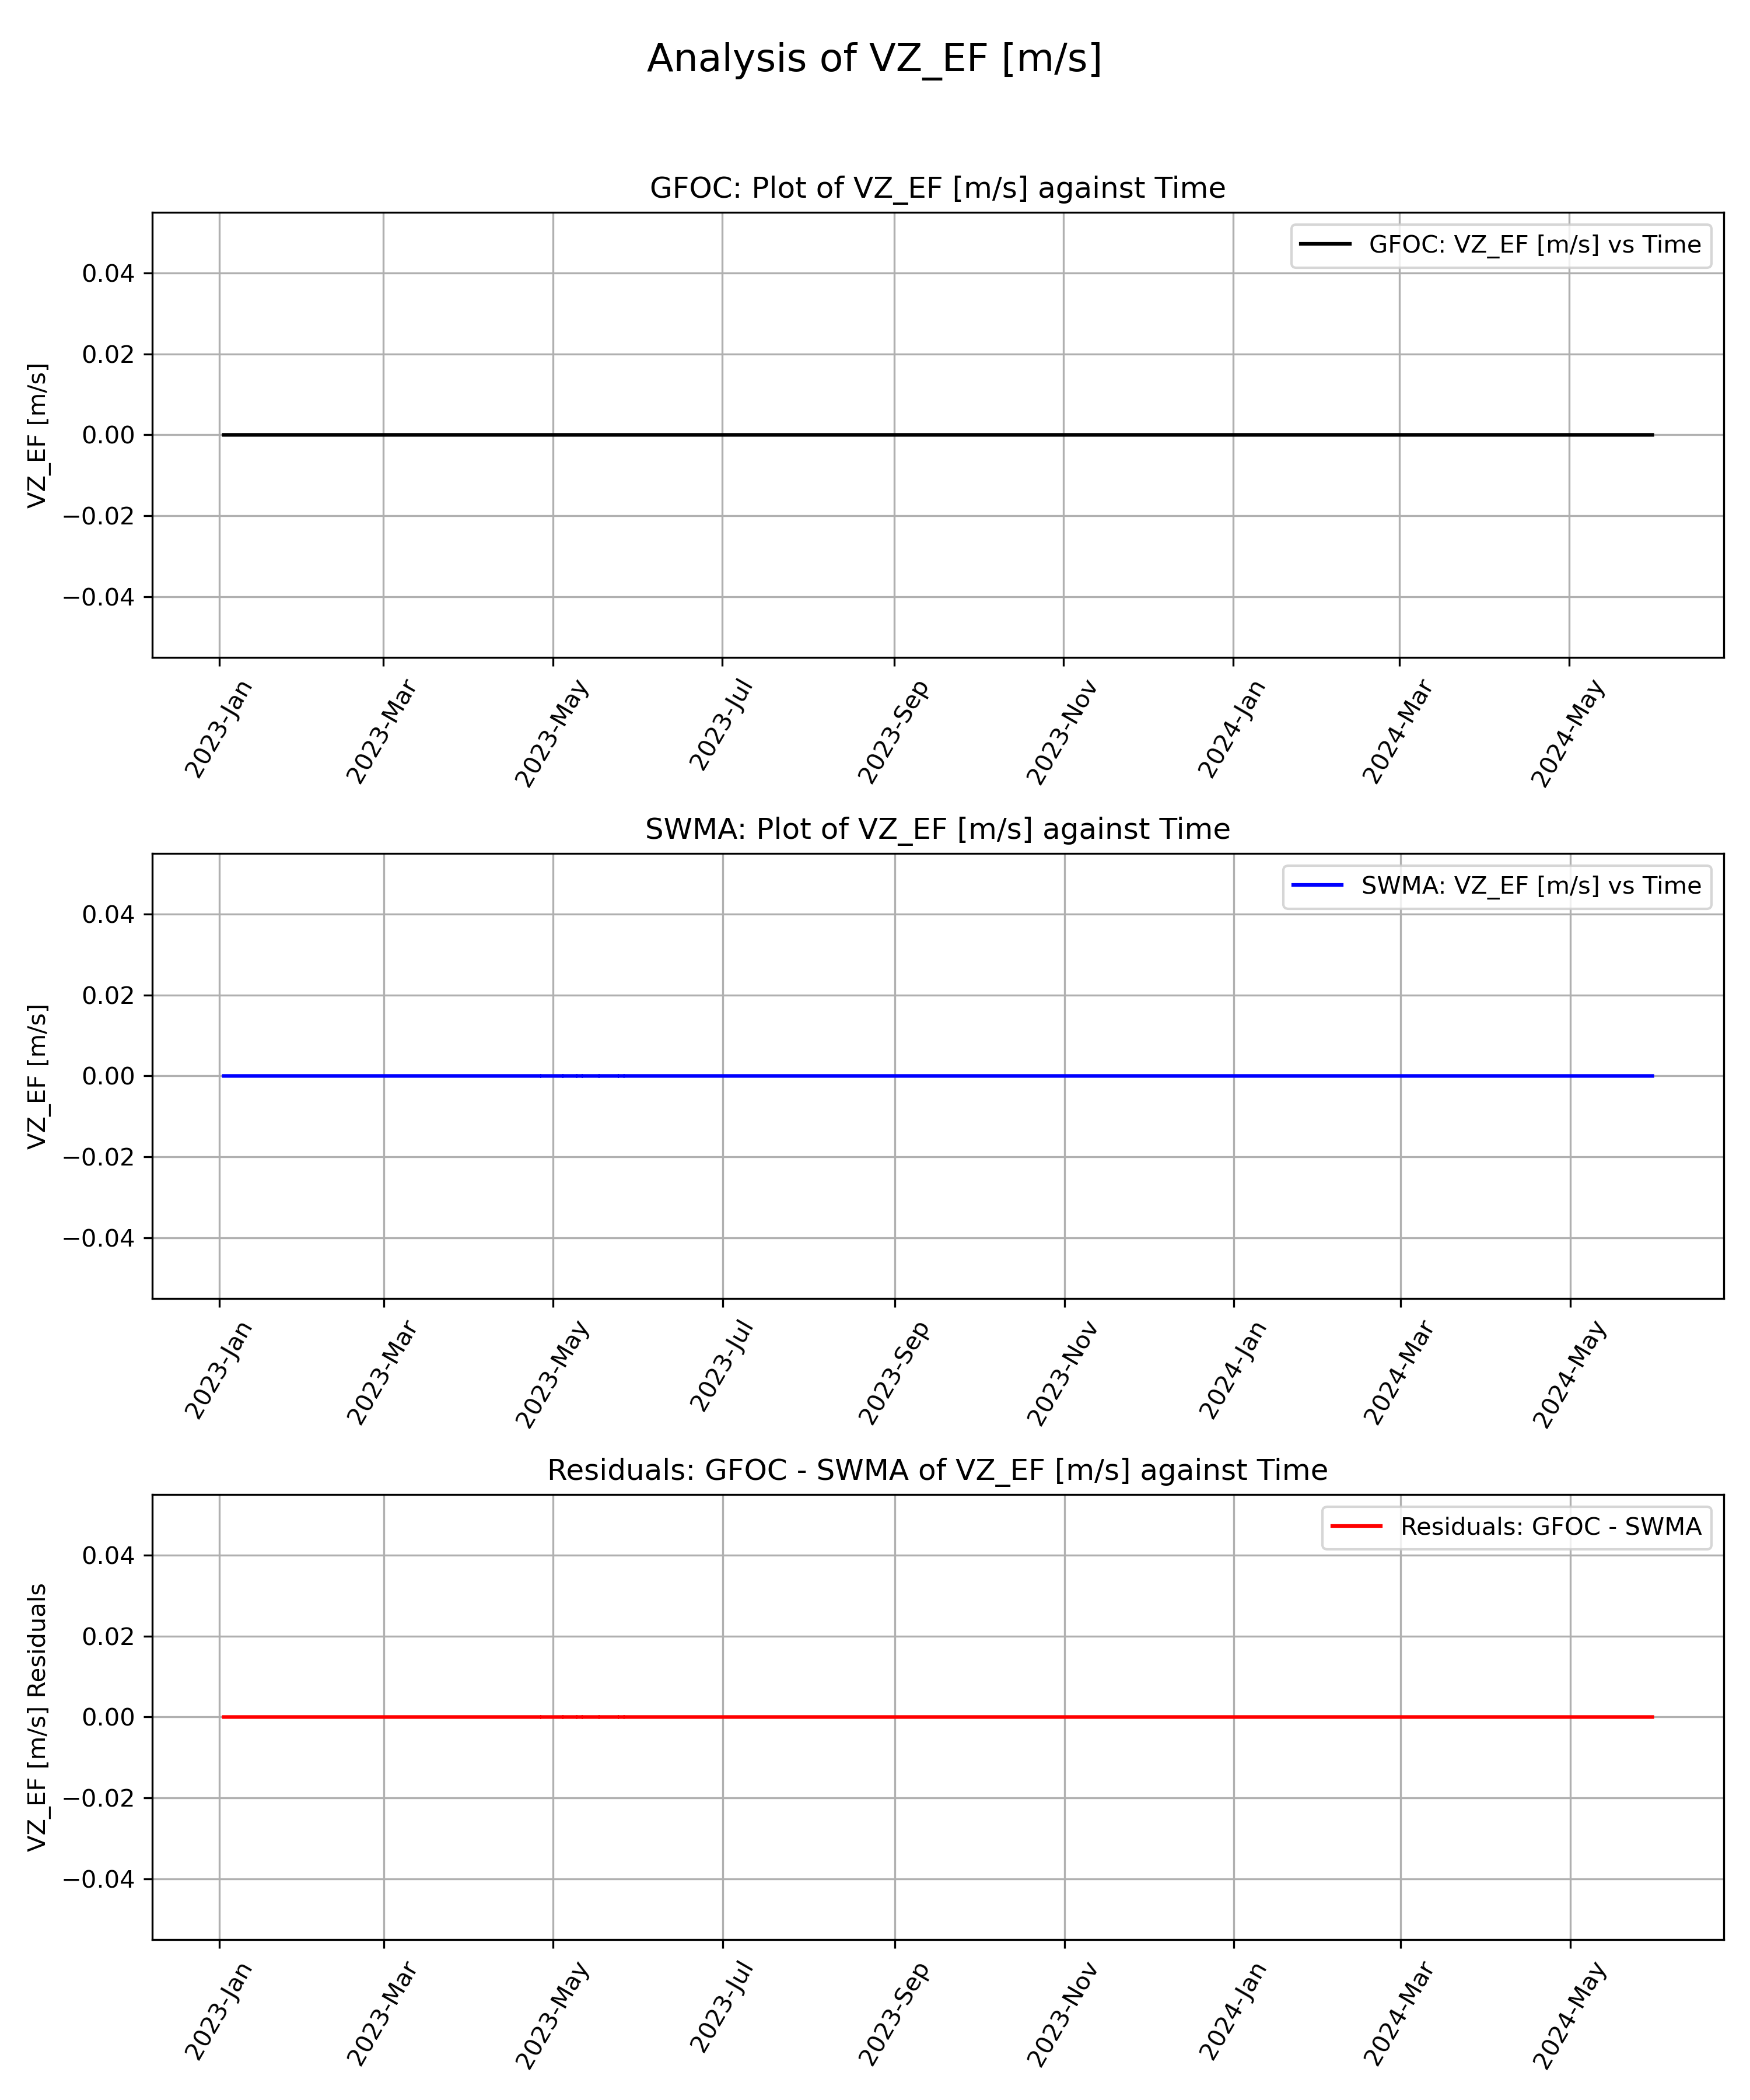 Analysis of VZ_EF [m/s]
GFOC: Plot of VZ_EF [m/s] against Time
GFOC: VZ_EF [m/s] vs Time
VZ_EF [m/s]
0.04
0.02
0.00
−0.02
−0.04
2023-Jan
2023-Mar
2023-May
2023-Jul
2023-Sep
2023-Nov
2024-Jan
2024-Mar
2024-May
SWMA: Plot of VZ_EF [m/s] against Time
SWMA: VZ_EF [m/s] vs Time
VZ_EF [m/s]
0.04
0.02
0.00
−0.02
−0.04
2023-Jan
2023-Mar
2023-May
2023-Jul
2023-Sep
2023-Nov
2024-Jan
2024-Mar
2024-May
Residuals: GFOC - SWMA of VZ_EF [m/s] against Time
Residuals: GFOC - SWMA
VZ_EF [m/s] Residuals
0.04
0.02
0.00
−0.02
−0.04
2023-Jan
2023-Mar
2023-May
2023-Jul
2023-Sep
2023-Nov
2024-Jan
2024-Mar
2024-May